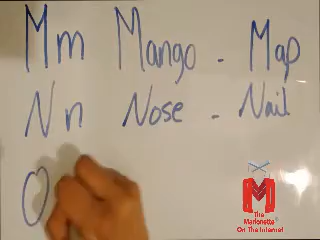 Mm Mango - Map
Nn Nose - Nail
O
The
Marionette
On The Internet